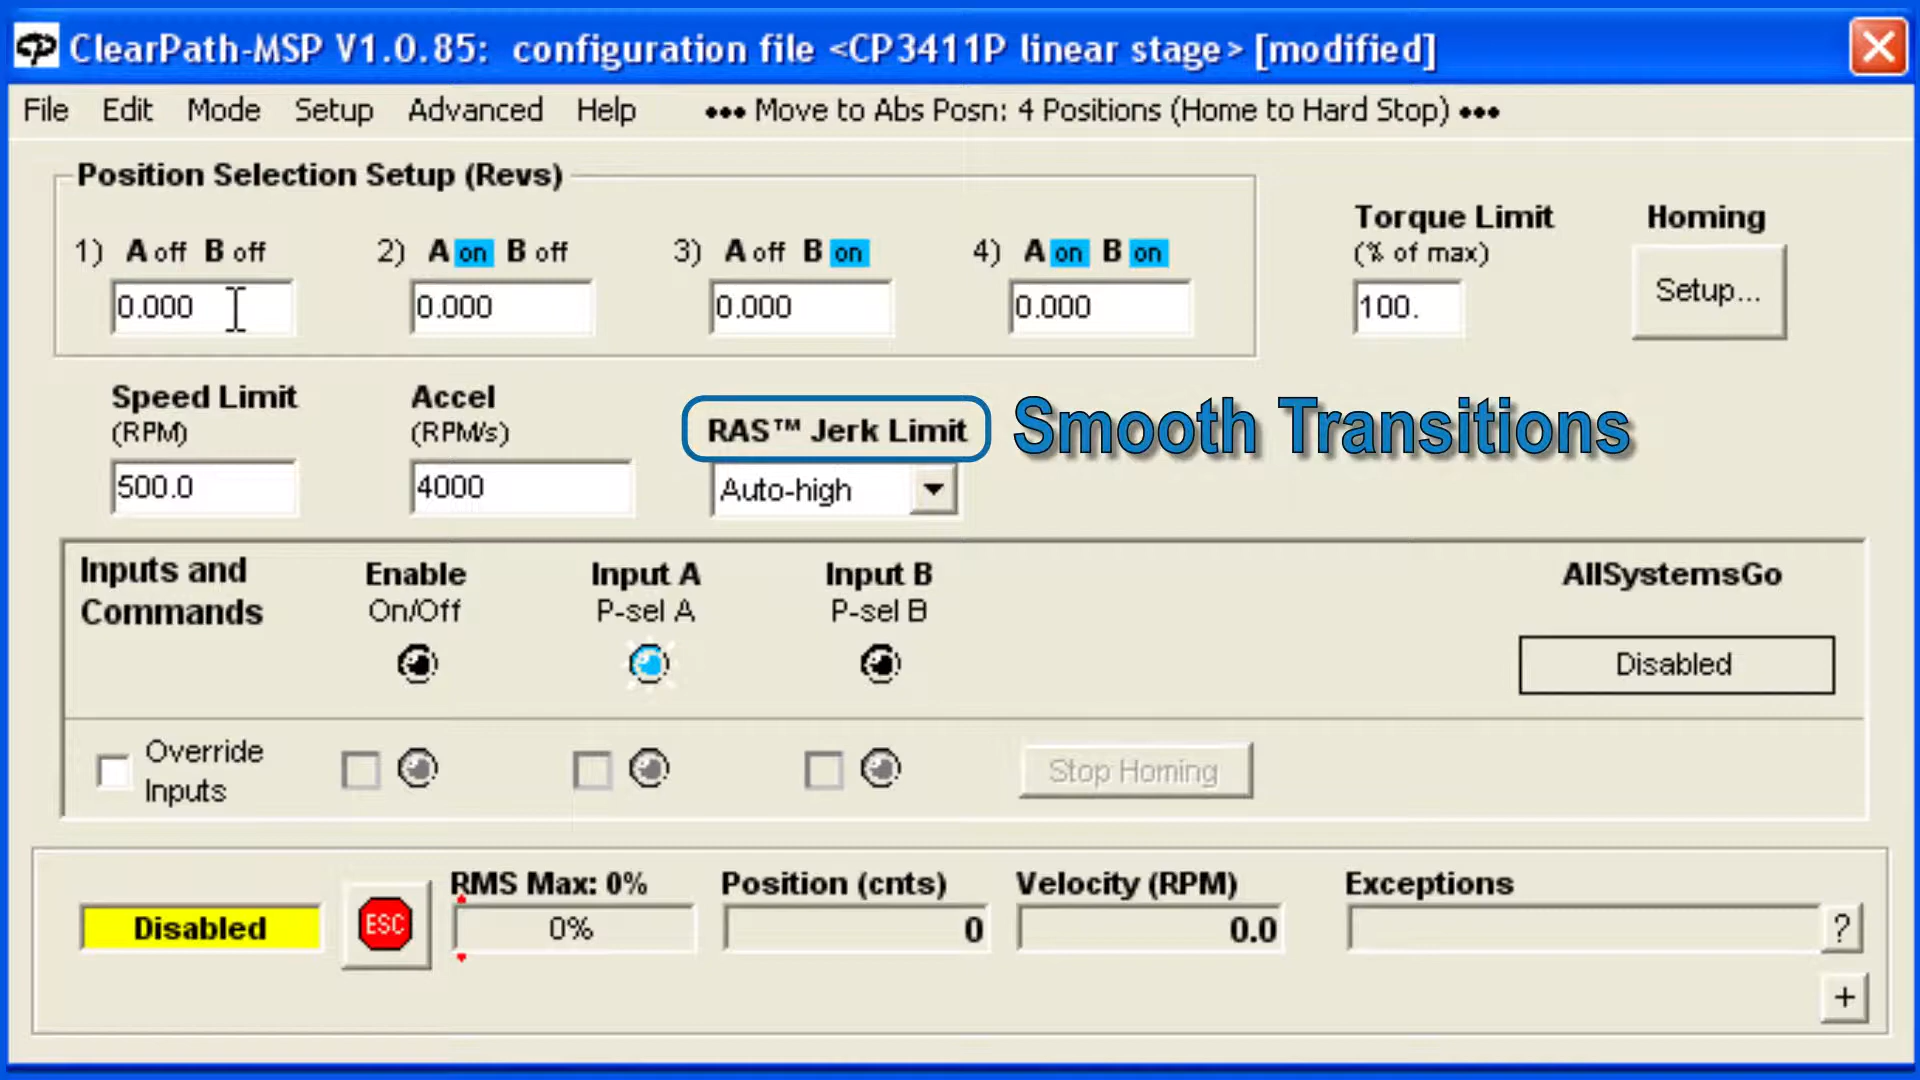 ClearPath-MSP V1.0.85: configuration file <CP3411P linear stage> [modified]
File Edit Mode Setup Advanced Help ••• Move to Abs Posn: 4 Positions (Home to Hard Stop) •••
Position Selection Setup (Revs)
Torque Limit Homing
1) A off B off 2) A on B off 3) A off B on 4) A on B on (% of max)
0.000 0.000 0.000 0.000 100. Setup...
Speed Limit Accel
(RPM) (RPM/s) RAS™ Jerk Limit Smooth Transitions
500.0 4000 Auto-high
Inputs and Enable Input A Input B AllSystemsGo
Commands On/Off P-sel A P-sel B
Disabled
Override
Inputs
Stop Homing
RMS Max: 0% Position (cnts) Velocity (RPM) Exceptions
Disabled ESC 0% 0 0.0 ?
+